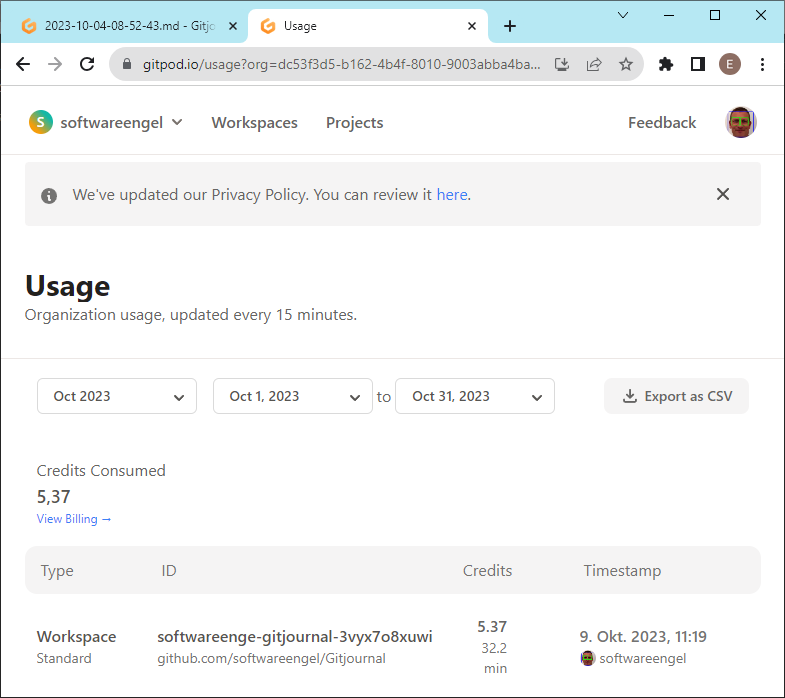 2023-10-04-08-52-43.md - Gitjo
Usage
gitpod.io/usage?org=dc53f3d5-b162-4b4f-8010-9003abba4ba...
E
S softwareengel Workspaces Projects Feedback
We've updated our Privacy Policy. You can review it here.
Usage
Organization usage, updated every 15 minutes.
Oct 2023 Oct 1, 2023 to Oct 31, 2023 Export as CSV
Credits Consumed
5,37
View Billing →
Type ID Credits Timestamp
Workspace softwareenge-gitjournal-3vyx7o8xuwi 5.37 9. Okt. 2023, 11:19
Standard github.com/softwareengel/Gitjournal 32.2 min softwareengel